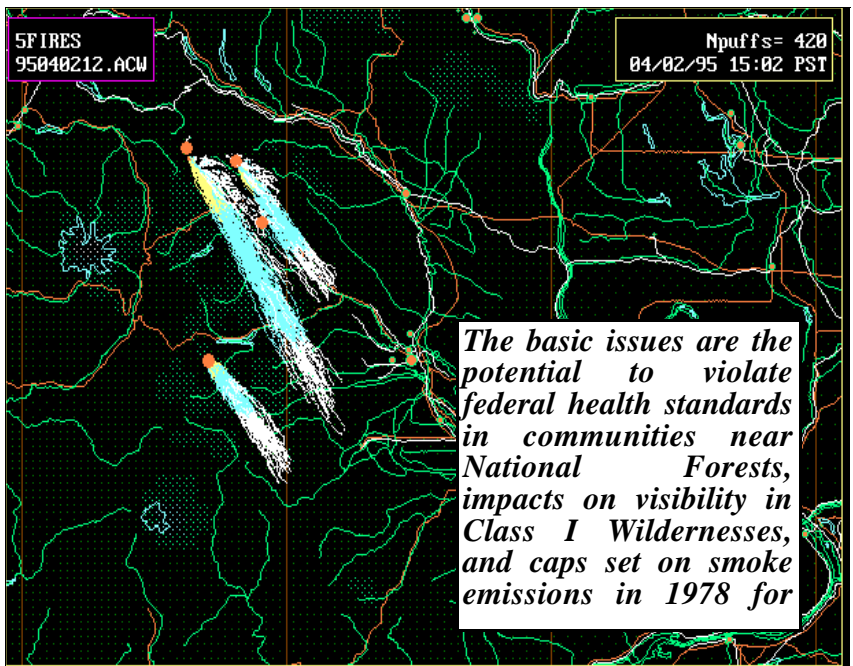 5FIRES
95040212.ACW
Npuffs= 420
04/02/95 15:02 PST
The basic issues are the
potential to violate
federal health standards
in communities near
National Forests,
impacts on visibility in
Class I Wildernesses,
and caps set on smoke
emissions in 1978 for